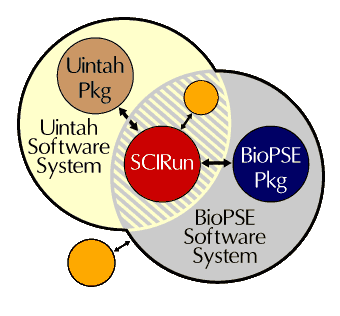 Uintah
Pkg
Uintah
Software
System
SCIRun
BioPSE
Pkg
BioPSE
Software
System